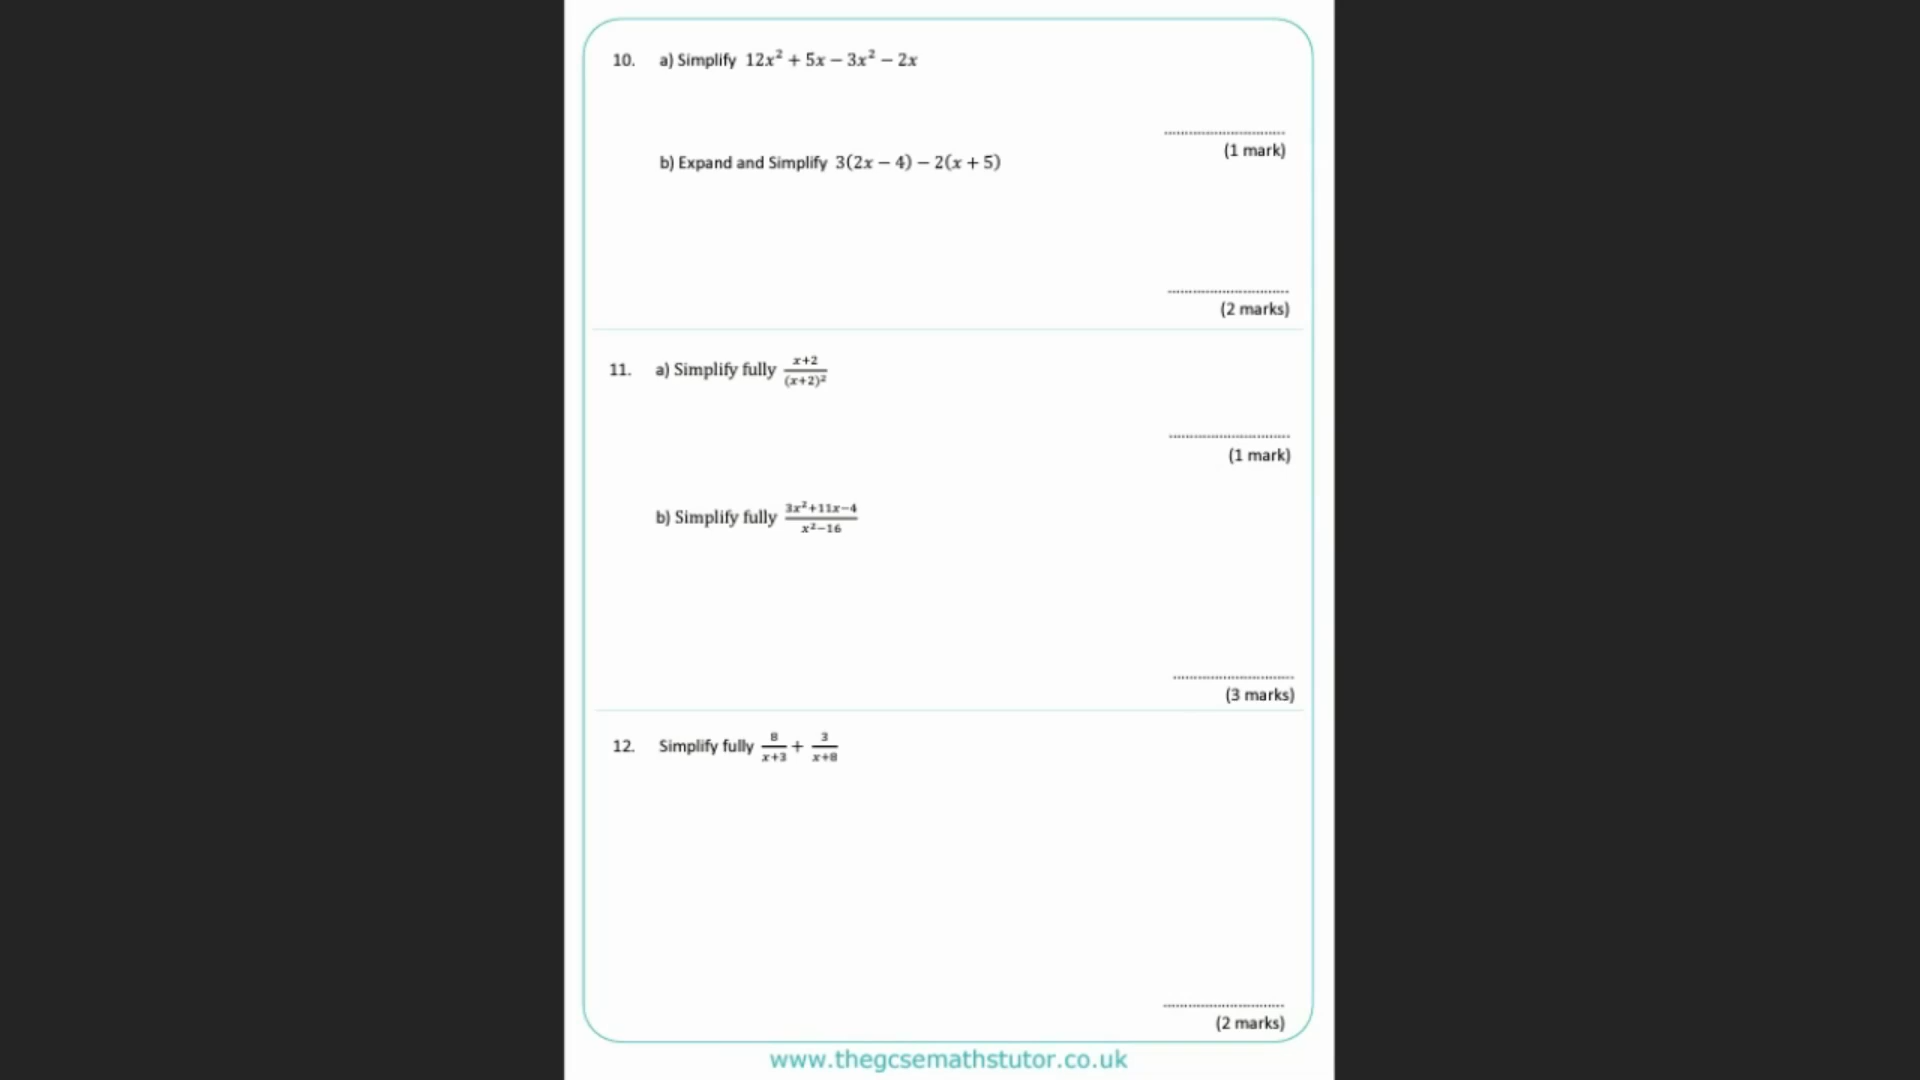 10. a) Simplify 12x² + 5x − 3x² − 2x
(1 mark)
b) Expand and Simplify 3(2x − 4) − 2(x + 5)
(2 marks)
11. a) Simplify fully x+2/(x+2)²
(1 mark)
b) Simplify fully 3x²+11x−4/x²−16
(3 marks)
12. Simplify fully 8/x+3 + 3/x+8
(2 marks)
www.thegcsemathstutor.co.uk